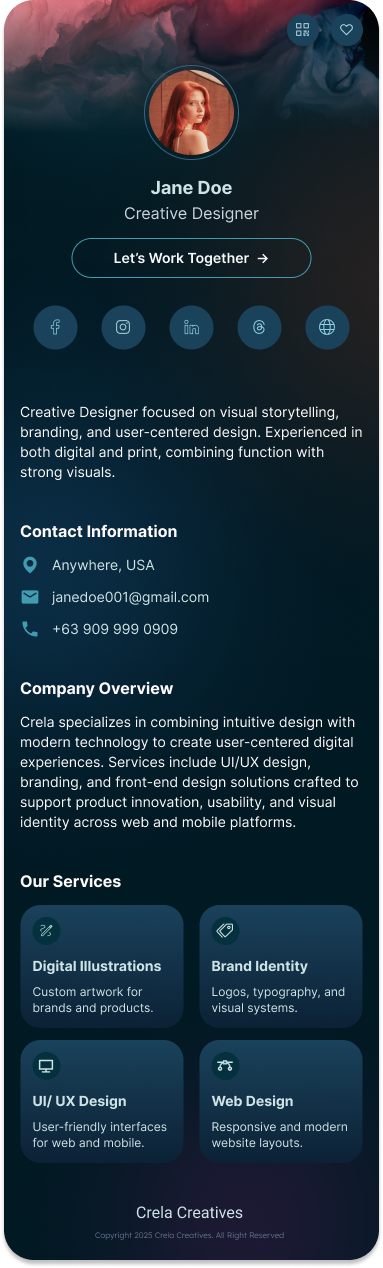 Jane Doe
Creative Designer
Let's Work Together →
Creative Designer focused on visual storytelling,
branding, and user-centered design. Experienced in
both digital and print, combining function with
strong visuals.
Contact Information
Anywhere, USA
janedoe001@gmail.com
+63 909 999 0909
Company Overview
Crela specializes in combining intuitive design with
modern technology to create user-centered digital
experiences. Services include UI/UX design,
branding, and front-end design solutions crafted to
support product innovation, usability, and visual
identity across web and mobile platforms.
Our Services
Digital Illustrations
Custom artwork for
brands and products.
Brand Identity
Logos, typography, and
visual systems.
UI/ UX Design
User-friendly interfaces
for web and mobile.
Web Design
Responsive and modern
website layouts.
Crela Creatives
Copyright 2025 Crela Creatives. All Right Reserved